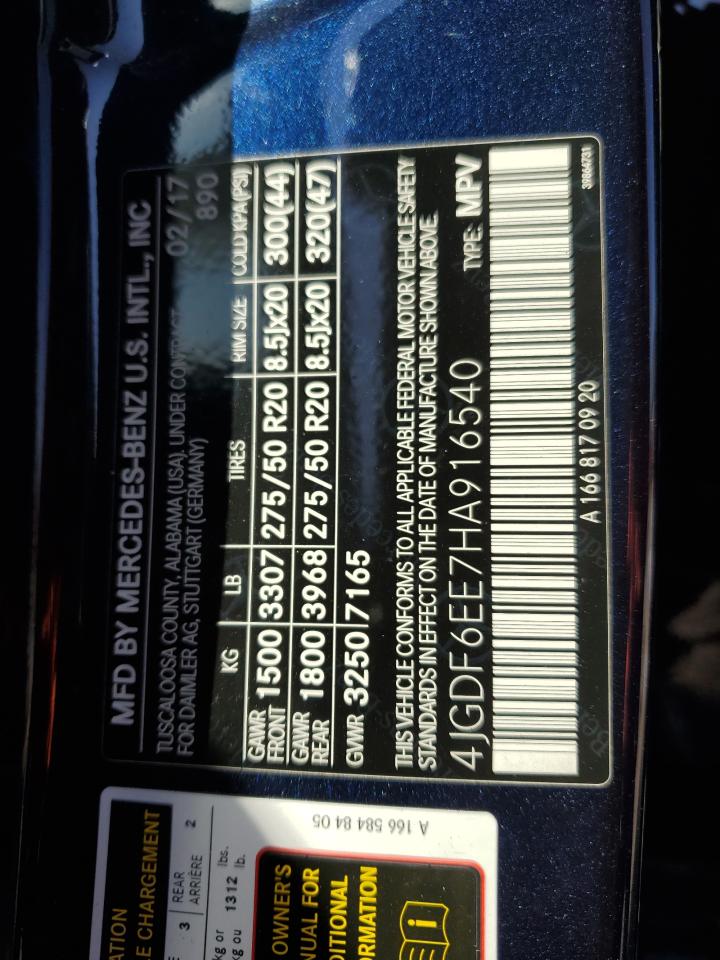 MFD BY MERCEDES-BENZ U.S. INTL., INC
TUSCALOOSA COUNTY, ALABAMA (USA), UNDER CONTRACT 02/17
FOR DAIMLER AG, STUTTGART (GERMANY) 890
KG LB TIRES RIM SIZE COLD KPA(PSI)
GAWR FRONT 1500 3307 275/50 R20 8.5Jx20 300(44)
GAWR REAR 1800 3968 275/50 R20 8.5Jx20 320(47)
GVWR 3250 7165
THIS VEHICLE CONFORMS TO ALL APPLICABLE FEDERAL MOTOR VEHICLE SAFETY
STANDARDS IN EFFECT ON THE DATE OF MANUFACTURE SHOWN ABOVE.
4JGDF6EE7HA916540 TYPE: MPV
A 166 817 09 20 39864731
ATION
E CHARGEMENT
3 REAR 2
ARRIÈRE
kg or 1312 lbs.
kg ou lb.
A 166 584 84 05
OWNER'S
NUAL FOR
DITIONAL
ORMATION
i